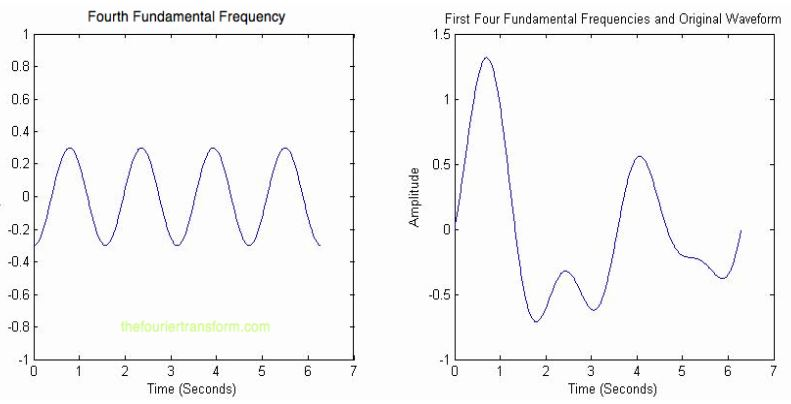 Fourth Fundamental Frequency
1
0.8
0.6
0.4
0.2
0
-0.2
-0.4
-0.6
-0.8
-1
thefouriertransform.com
0 1 2 3 4 5 6 7
Time (Seconds)
First Four Fundamental Frequencies and Original Waveform
Amplitude
1.5
1
0.5
0
-0.5
-1
0 1 2 3 4 5 6 7
Time (Seconds)